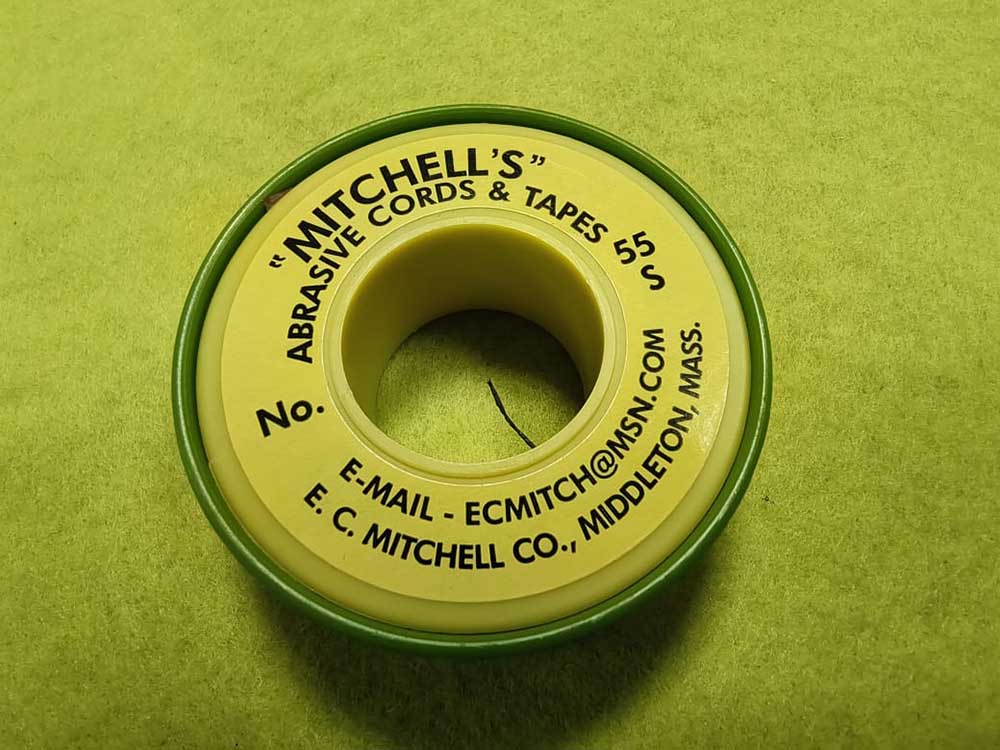 "MITCHELL'S"
ABRASIVE CORDS & TAPES
No.
55
S
E-MAIL - ECMITCH@MSN.COM
E. C. MITCHELL CO., MIDDLETON, MASS.